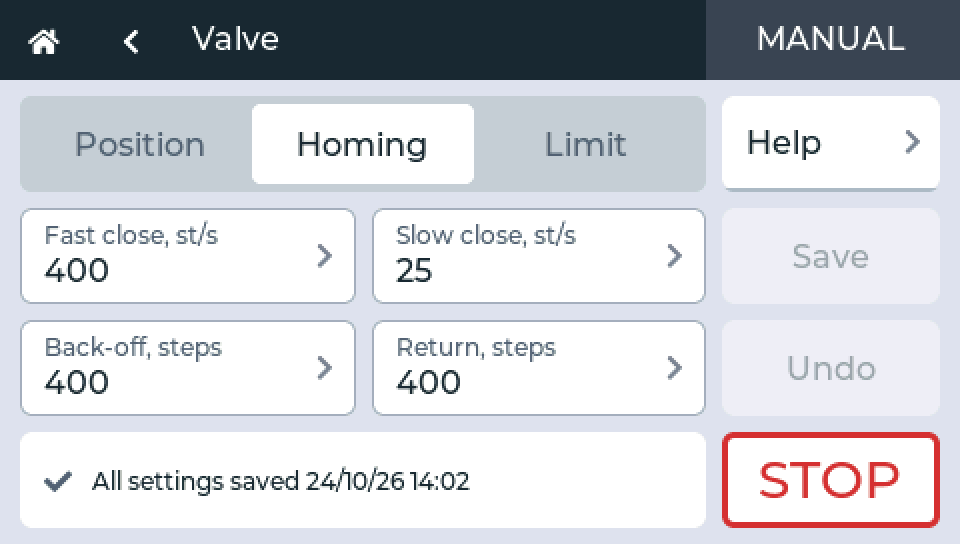 Valve
MANUAL
Position
Homing
Limit
Help
Fast close, st/s
400
Slow close, st/s
25
Save
Back-off, steps
400
Return, steps
400
Undo
All settings saved 24/10/26 14:02
STOP